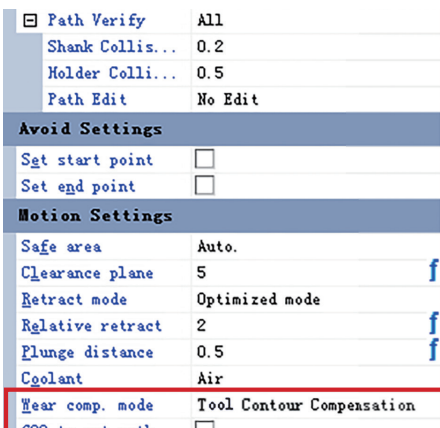 Path Verify All
Shank Collis... 0.2
Holder Colli... 0.5
Path Edit No Edit
Avoid Settings
Set start point
Set end point
Motion Settings
Safe area Auto.
Clearance plane 5 f
Retract mode Optimized mode
Relative retract 2 f
Plunge distance 0.5 f
Coolant Air
Wear comp. mode Tool Contour Compensation